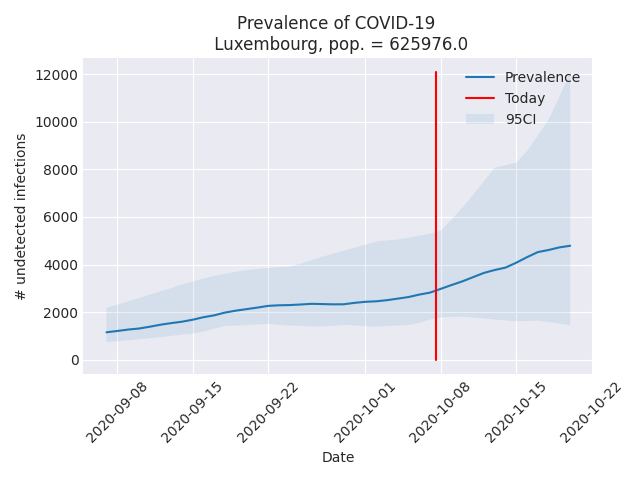 Prevalence of COVID-19
Luxembourg, pop. = 625976.0
12000
10000
8000
6000
4000
2000
0
# undetected infections
Prevalence
Today
95CI
2020-09-08
2020-09-15
2020-09-22
2020-10-01
2020-10-08
2020-10-15
2020-10-22
Date